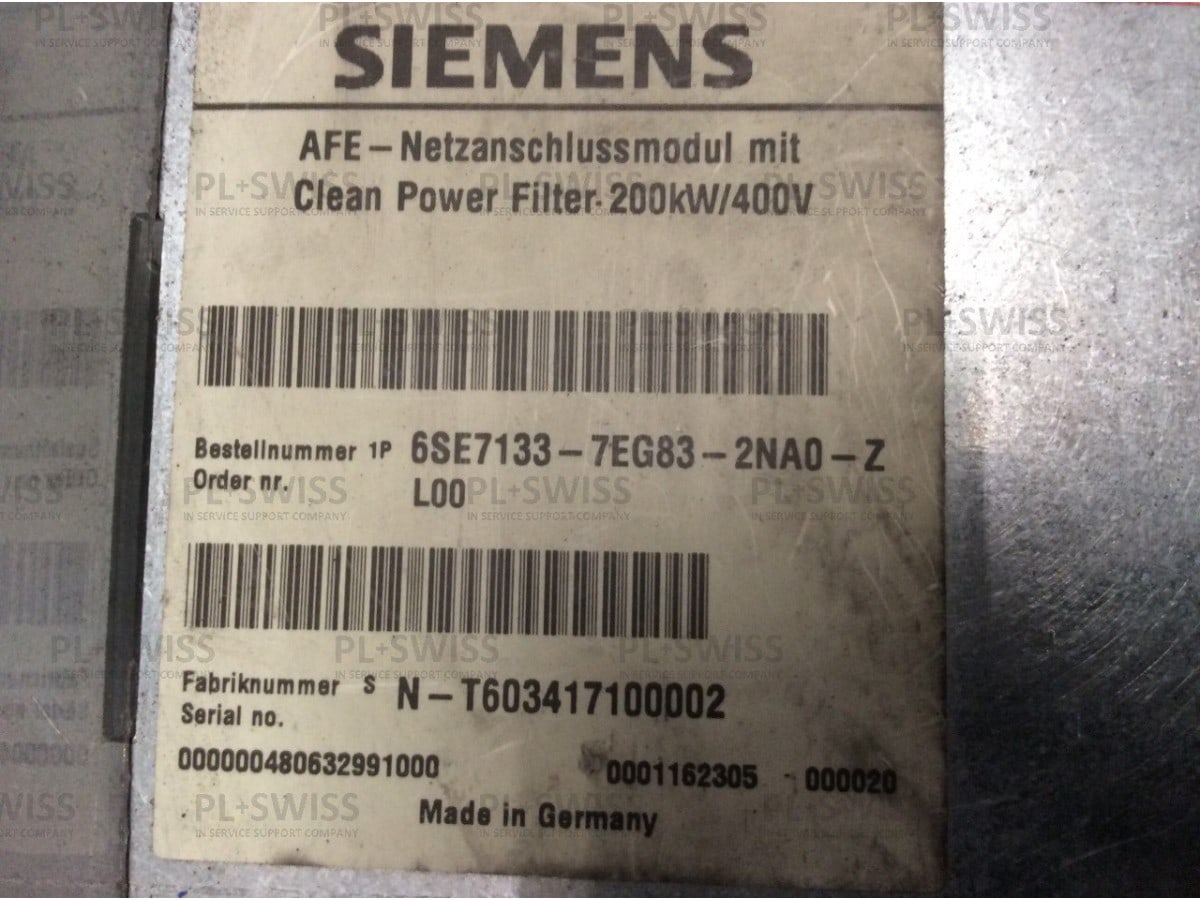 SIEMENS
AFE – Netzanschlussmodul mit
Clean Power Filter 200kW/400V
Bestellnummer 1P 6SE7133 – 7EG83 – 2NA0 – Z
Order nr. L00
Fabriknummer S N – T603417100002
Serial no.
000000480632991000 0001162305 000020
Made in Germany
PL+SWISS
IN SERVICE SUPPORT COMPANY